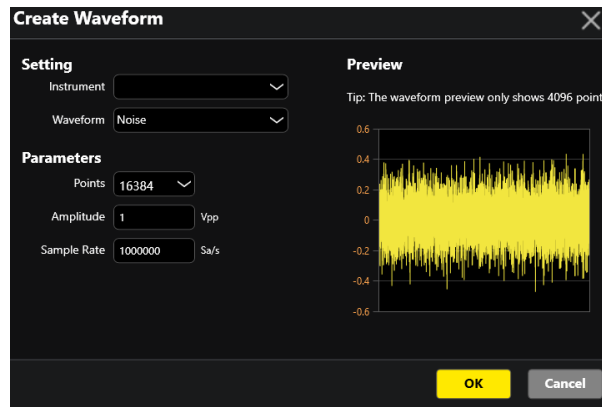 Create Waveform
Setting
Instrument
Waveform Noise
Parameters
Points 16384
Amplitude 1 Vpp
Sample Rate 1000000 Sa/s
Preview
Tip: The waveform preview only shows 4096 point
0.6
0.4
0.2
0
-0.2
-0.4
-0.6
OK Cancel